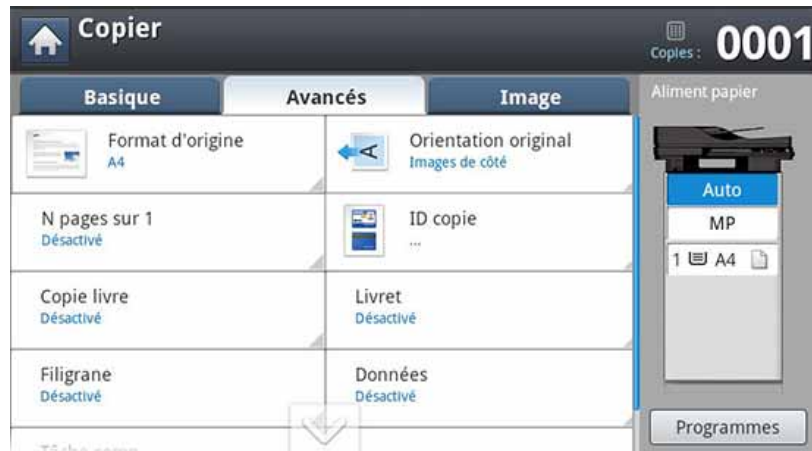 Copier
Copies :
0001
Basique
Avancés
Image
Aliment papier
Format d'origine
A4
Orientation original
Images de côté
Auto
MP
1 A4
N pages sur 1
Désactivé
ID copie
...
Copie livre
Désactivé
Livret
Désactivé
Filigrane
Désactivé
Données
Désactivé
Programmes